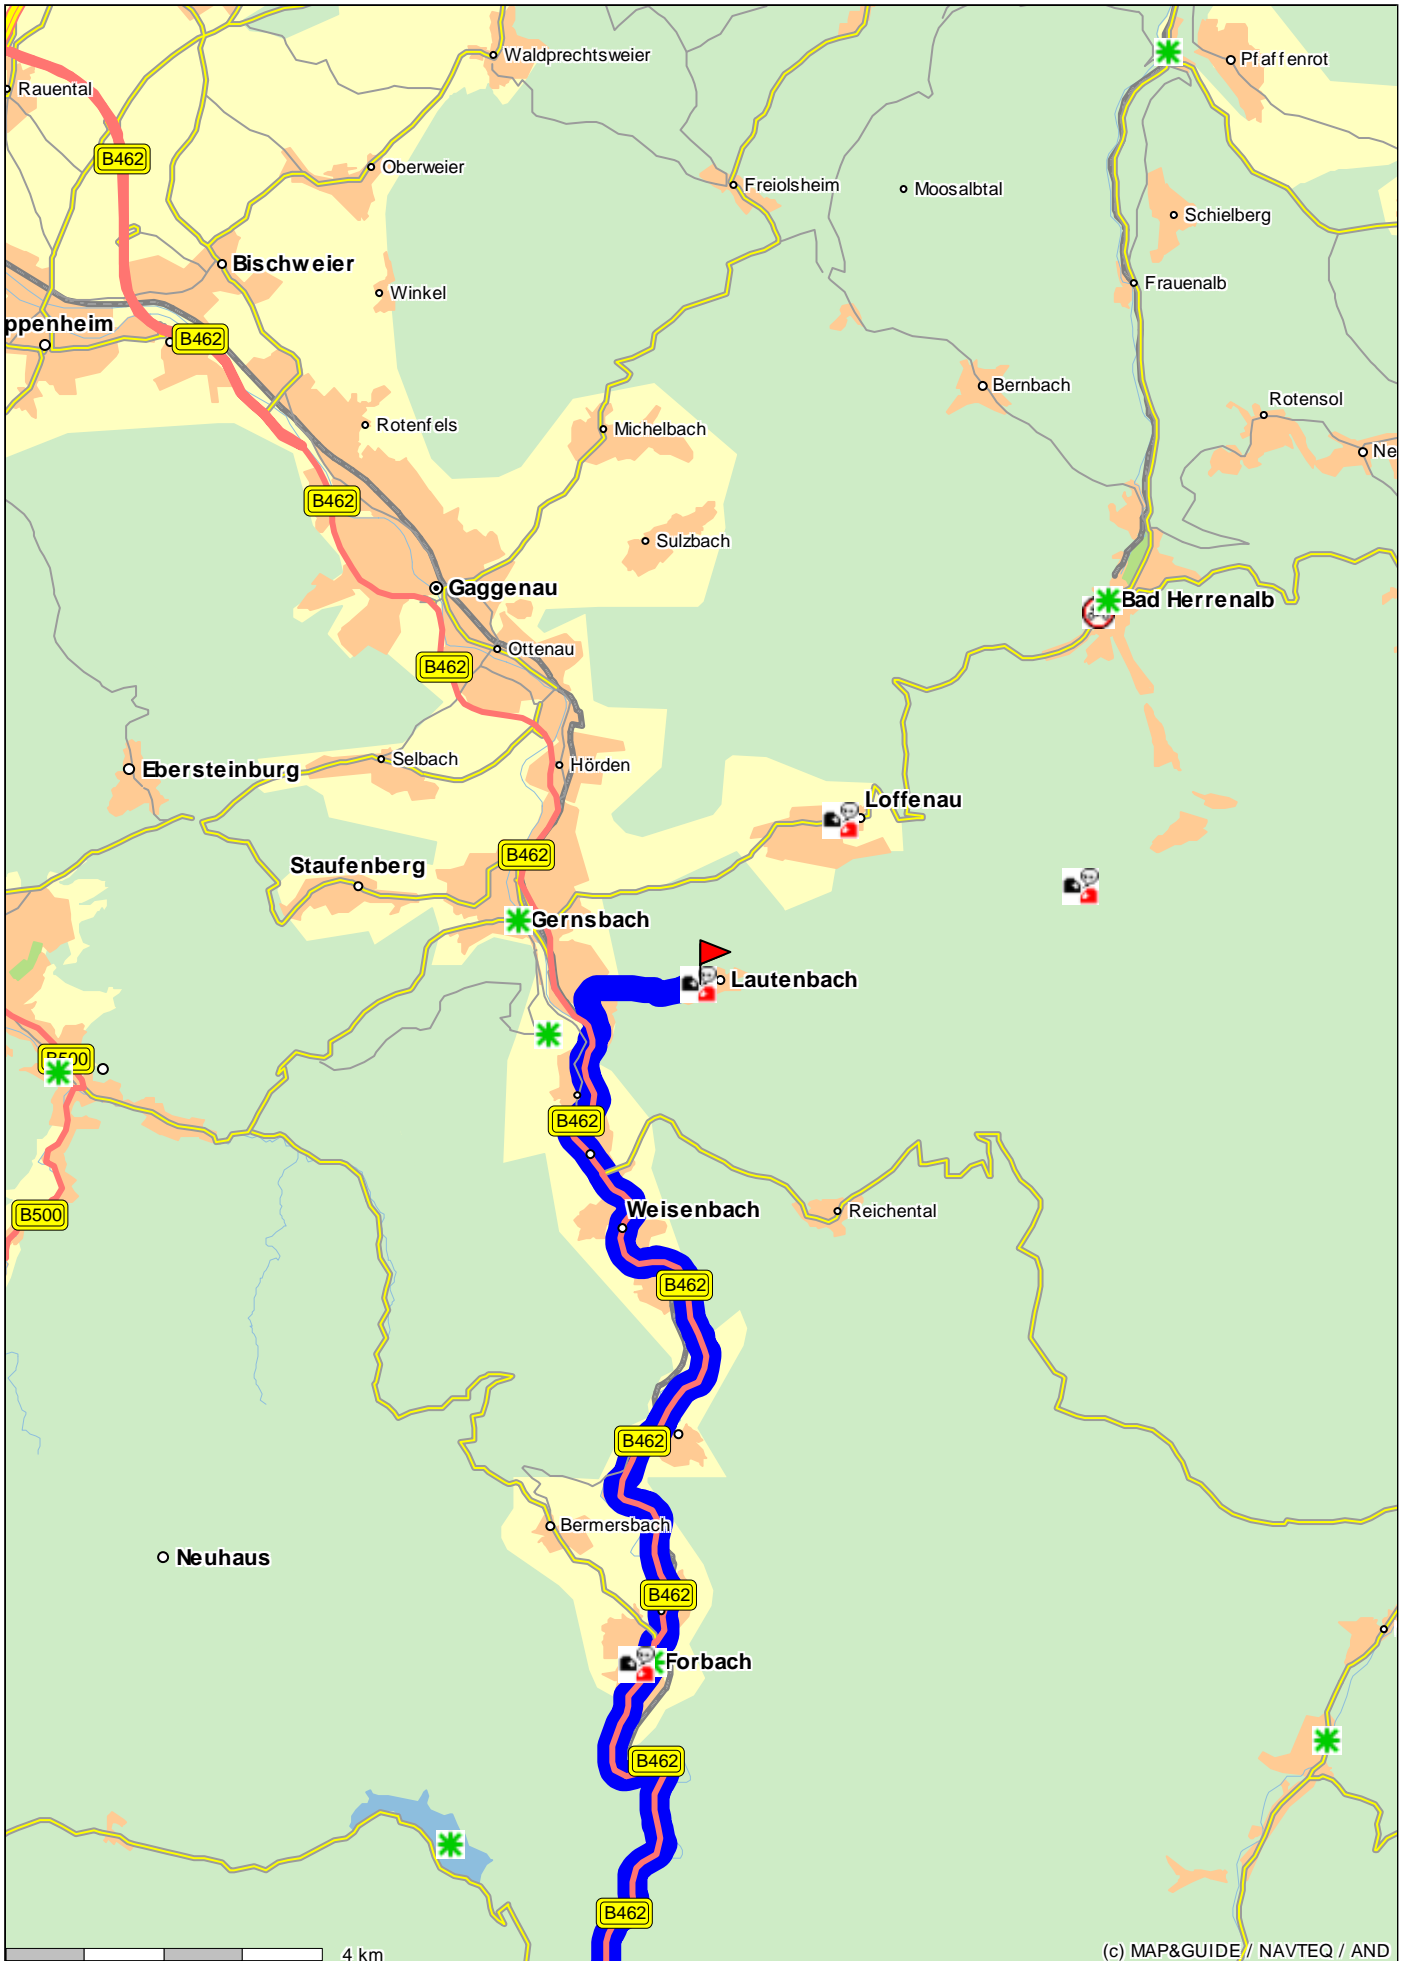 Waldprechtsweier
Pfaffenrot
Rauental
B462
Oberweier
Freiolsheim
Moosalbtal
Schielberg
Bischweier
Frauenalb
Winkel
ppenheim
B462
Bernbach
Rotensol
Rotenfels
Michelbach
Ne
B462
Sulzbach
Gaggenau
Bad Herrenalb
Ottenau
B462
Selbach
Hörden
Ebersteinburg
Loffenau
B462
Staufenberg
Gernsbach
Lautenbach
B500
B462
Weisenbach
Reichental
B500
B462
B462
Bermersbach
Neuhaus
B462
Forbach
B462
B462
4 km
(c) MAP&GUIDE / NAVTEQ / AND